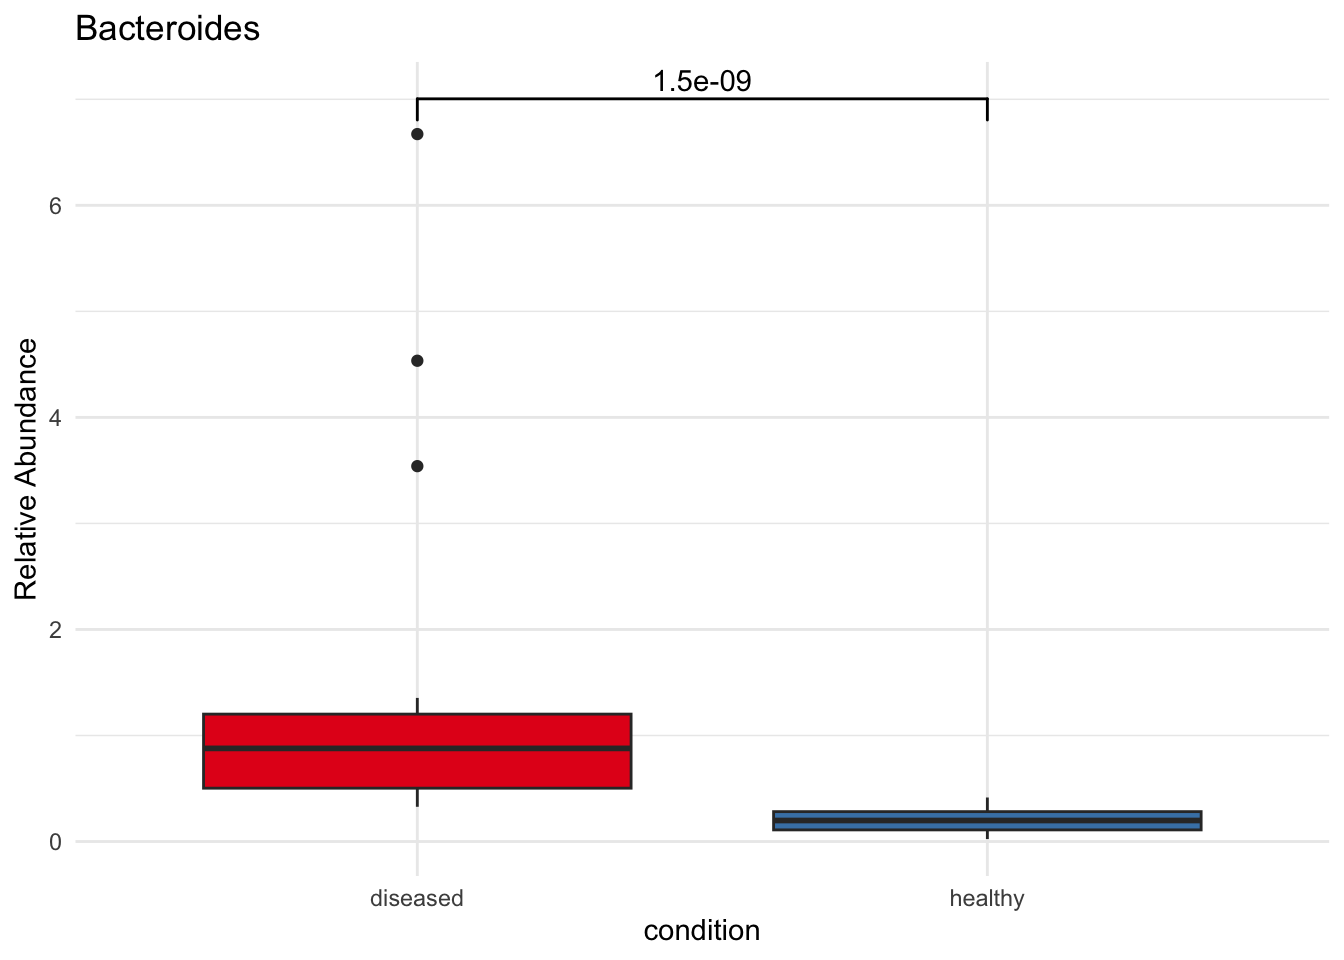 Bacteroides
1.5e-09
Relative Abundance
6
4
2
0
diseased healthy
condition